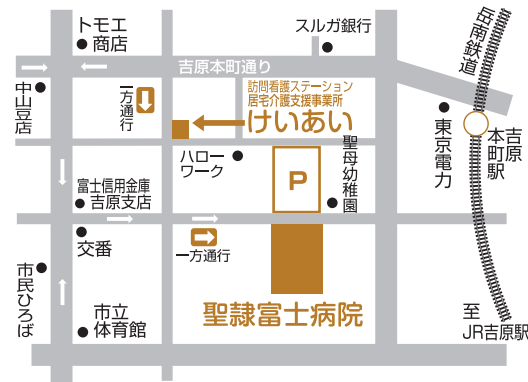 トモエ
商店
スルガ銀行
岳南鉄道
吉原本町通り
中山豆店
一方
通行
訪問看護ステーション
居宅介護支援事業所
けいあい
東京電力
吉原
本町駅
ハロー
ワーク
聖母幼稚園
P
富士信用金庫
吉原支店
交番
一方通行
市民ひろば
聖隷富士病院
市立
体育館
至
JR吉原駅